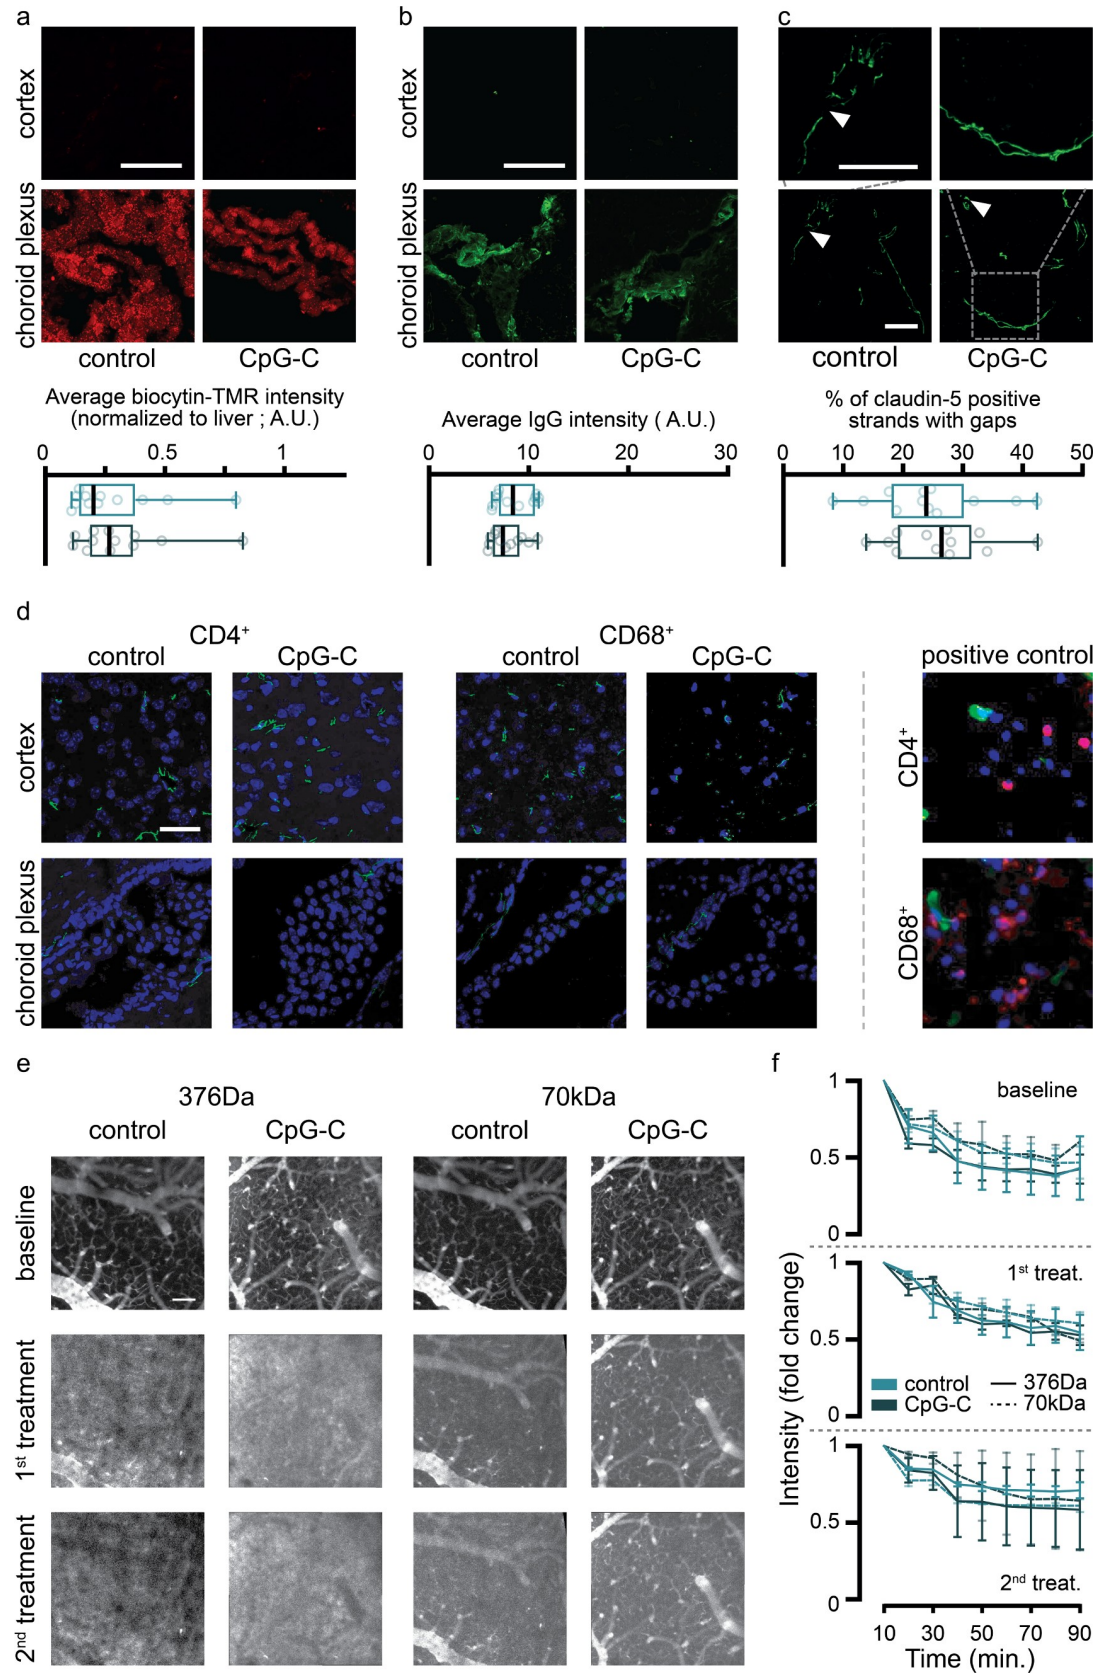 a
b
c
cortex
cortex
choroid plexus
choroid plexus
control
CpG-C
control
CpG-C
control
CpG-C
Average biocytin-TMR intensity
(normalized to liver ; A.U.)
0
0.5
1
Average IgG intensity ( A.U.)
0
10
20
30
% of claudin-5 positive
strands with gaps
0
10
20
30
40
50
d
CD4⁺
CD68⁺
control
CpG-C
control
CpG-C
positive control
cortex
CD4⁺
choroid plexus
CD68⁺
e
376Da
70kDa
control
CpG-C
control
CpG-C
baseline
1st treatment
2nd treatment
f
Intensity (fold change)
1
baseline
0.5
0
1
1st treat.
0.5
control
376Da
CpG-C
70kDa
0
1
0.5
2nd treat.
0
10
30
50
70
90
Time (min.)